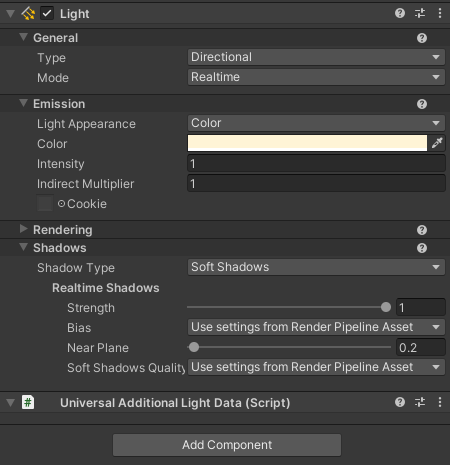 Light
General
Type Directional
Mode Realtime
Emission
Light Appearance Color
Color
Intensity 1
Indirect Multiplier 1
Cookie
Rendering
Shadows
Shadow Type Soft Shadows
Realtime Shadows
Strength 1
Bias Use settings from Render Pipeline Asset
Near Plane 0.2
Soft Shadows Quality Use settings from Render Pipeline Asset
# Universal Additional Light Data (Script)
Add Component